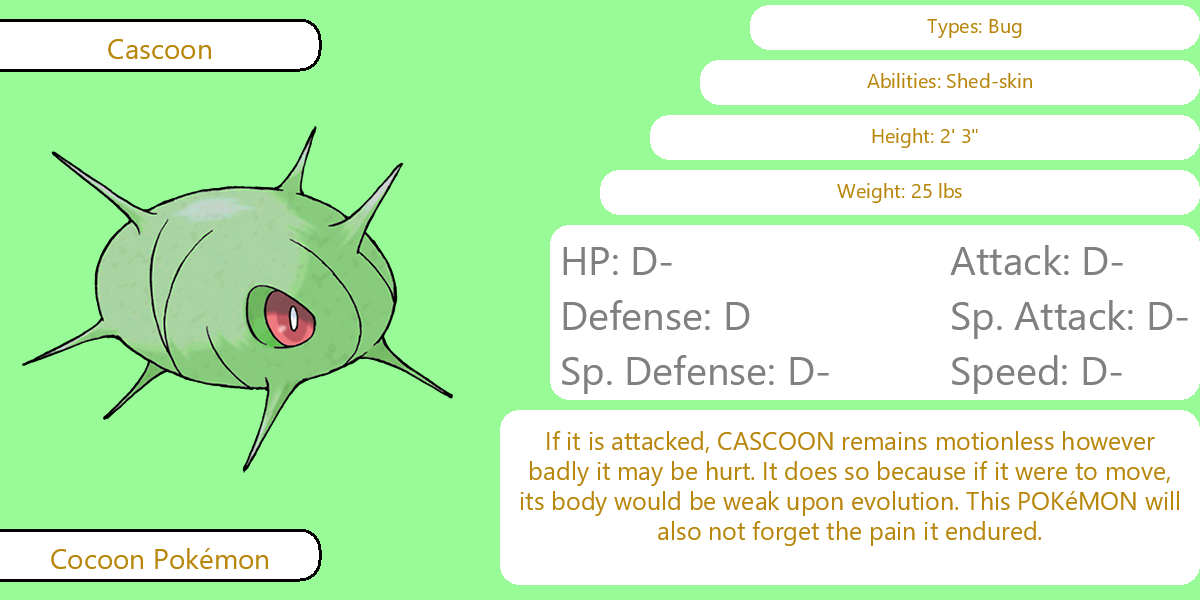 Cascoon
Types: Bug
Abilities: Shed-skin
Height: 2' 3"
Weight: 25 lbs
HP: D-
Attack: D-
Defense: D
Sp. Attack: D-
Sp. Defense: D-
Speed: D-
If it is attacked, CASCOON remains motionless however
badly it may be hurt. It does so because if it were to move,
its body would be weak upon evolution. This POKéMON will
also not forget the pain it endured.
Cocoon Pokémon